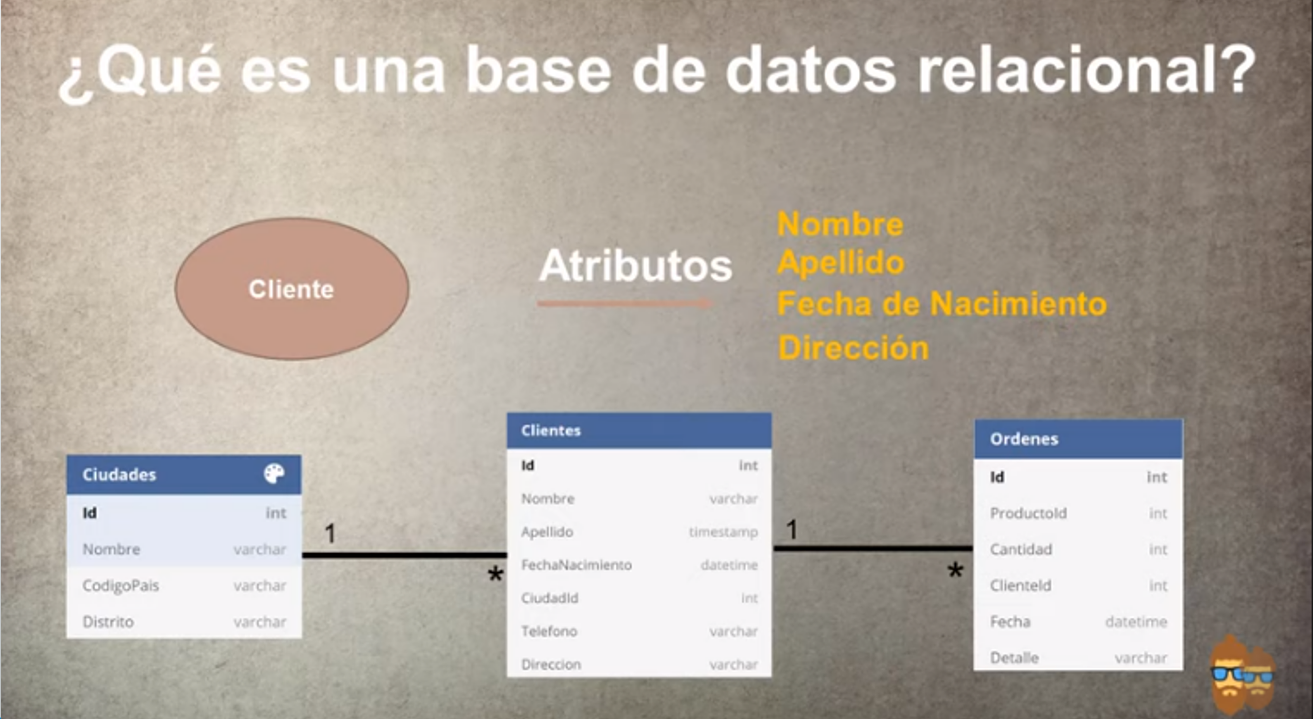 ¿Qué es una base de datos relacional?
Cliente
Atributos
Nombre
Apellido
Fecha de Nacimiento
Dirección
Ciudades
Id int
Nombre varchar
CodigoPais varchar
Distrito varchar
1
*
Clientes
Id int
Nombre varchar
Apellido timestamp
FechaNacimiento datetime
CiudadId int
Telefono varchar
Direccion varchar
1
*
Ordenes
Id int
ProductoId int
Cantidad int
ClienteId int
Fecha datetime
Detalle varchar